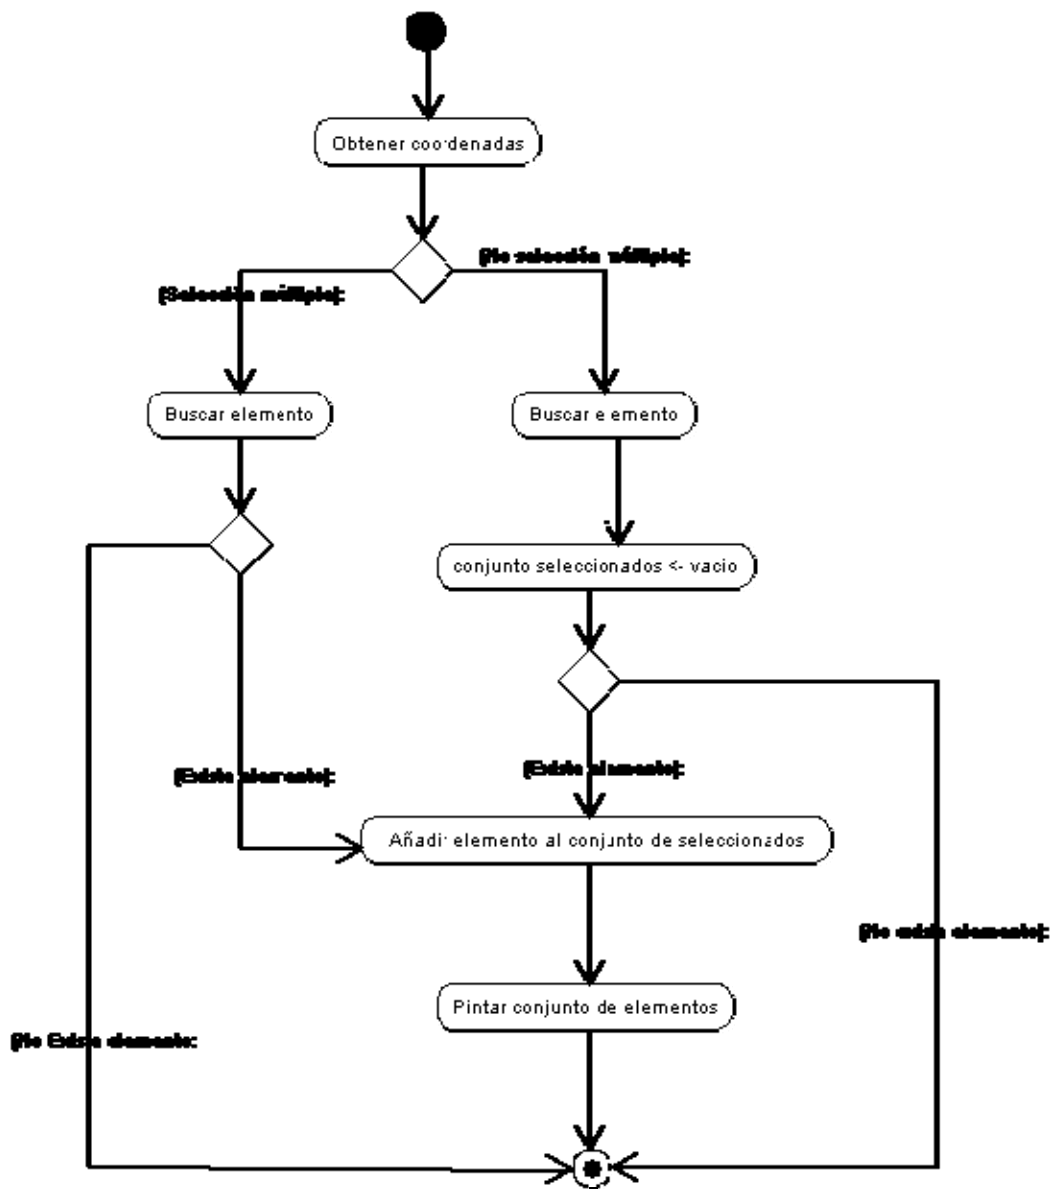 Obtener coordenadas
[No selección múltiple]:
[Selección múltiple]:
Buscar elemento
Buscar e emento
conjunto seleccionados <- vacio
[Existe elemento]:
[Existe elemento]:
Añadir elemento al conjunto de seleccionados
[No existe elemento]:
Pintar conjunto de elementos
[No Existe elemento: